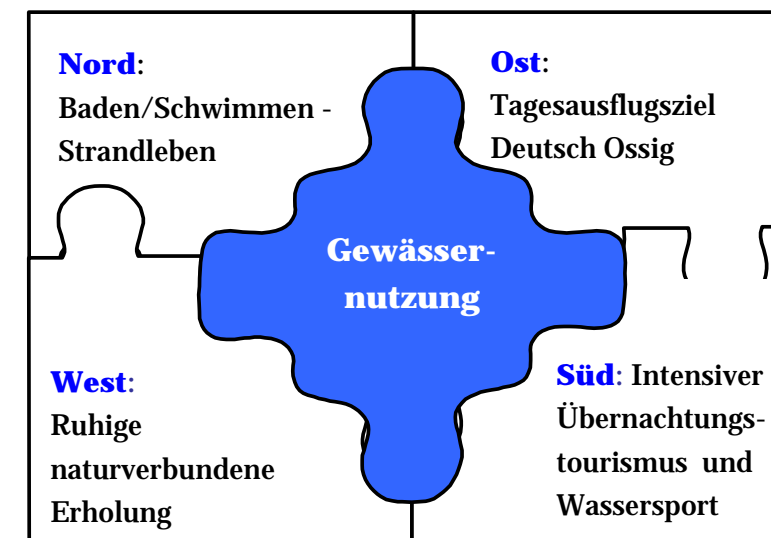 Nord:
Baden/Schwimmen -
Strandleben
Ost:
Tagesausflugsziel
Deutsch Ossig
Gewässer-
nutzung
West:
Ruhige
naturverbundene
Erholung
Süd: Intensiver
Übernachtungs-
tourismus und
Wassersport